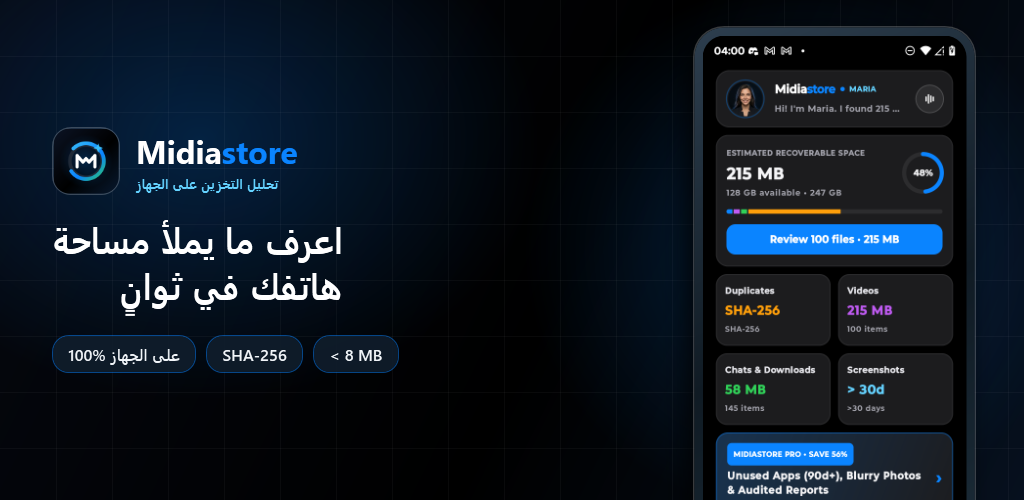 Midiastore
تحليل التخزين على الجهاز
اعرف ما يملأ مساحة
هاتفك في ثوانٍ
100% على الجهاز
SHA-256
< 8 MB
04:00
Midiastore • MARIA
Hi! I'm Maria. I found 215 ...
ESTIMATED RECOVERABLE SPACE
215 MB
128 GB available • 247 GB
48%
Review 100 files • 215 MB
Duplicates
SHA-256
SHA-256
Videos
215 MB
100 items
Chats & Downloads
58 MB
145 items
Screenshots
> 30d
>30 days
MIDIASTORE PRO • SAVE 56%
Unused Apps (90d+), Blurry Photos
& Audited Reports